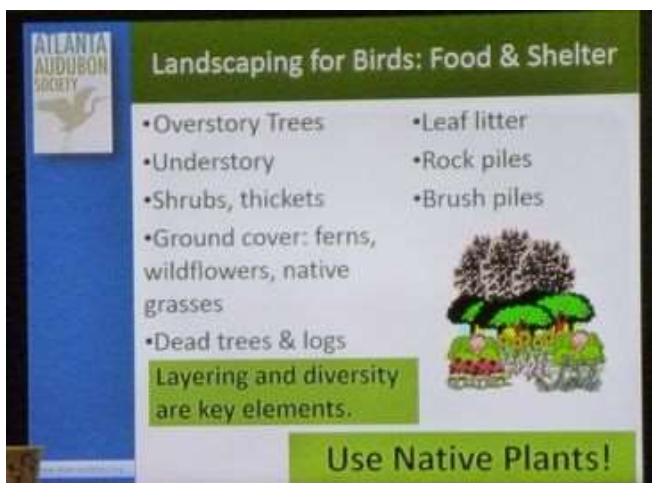 ATLANTA
AUDUBON
SOCIETY
Landscaping for Birds: Food & Shelter
•Overstory Trees
•Understory
•Shrubs, thickets
•Ground cover: ferns,
wildflowers, native
grasses
•Dead trees & logs
•Leaf litter
•Rock piles
•Brush piles
Layering and diversity
are key elements.
Use Native Plants!